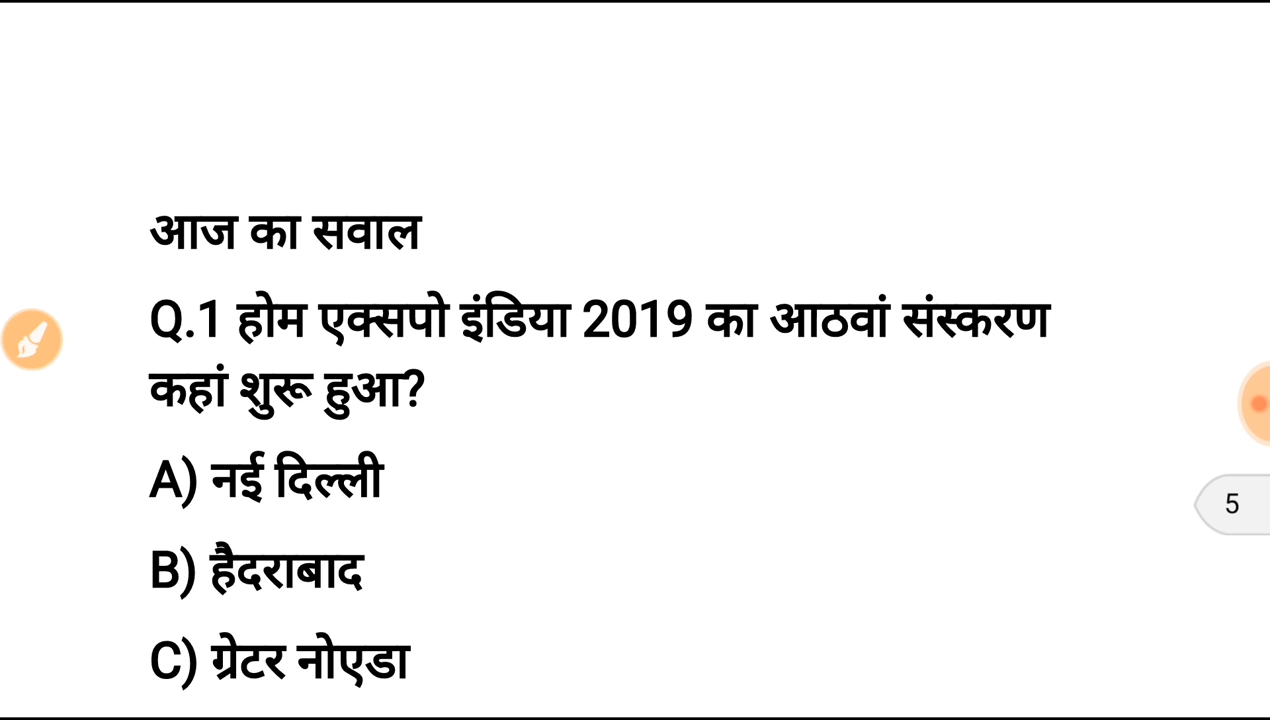 आज का सवाल
Q.1 होम एक्सपो इंडिया 2019 का आठवां संस्करण
कहां शुरू हुआ?
A) नई दिल्ली
B) हैदराबाद
5
C) ग्रेटर नोएडा